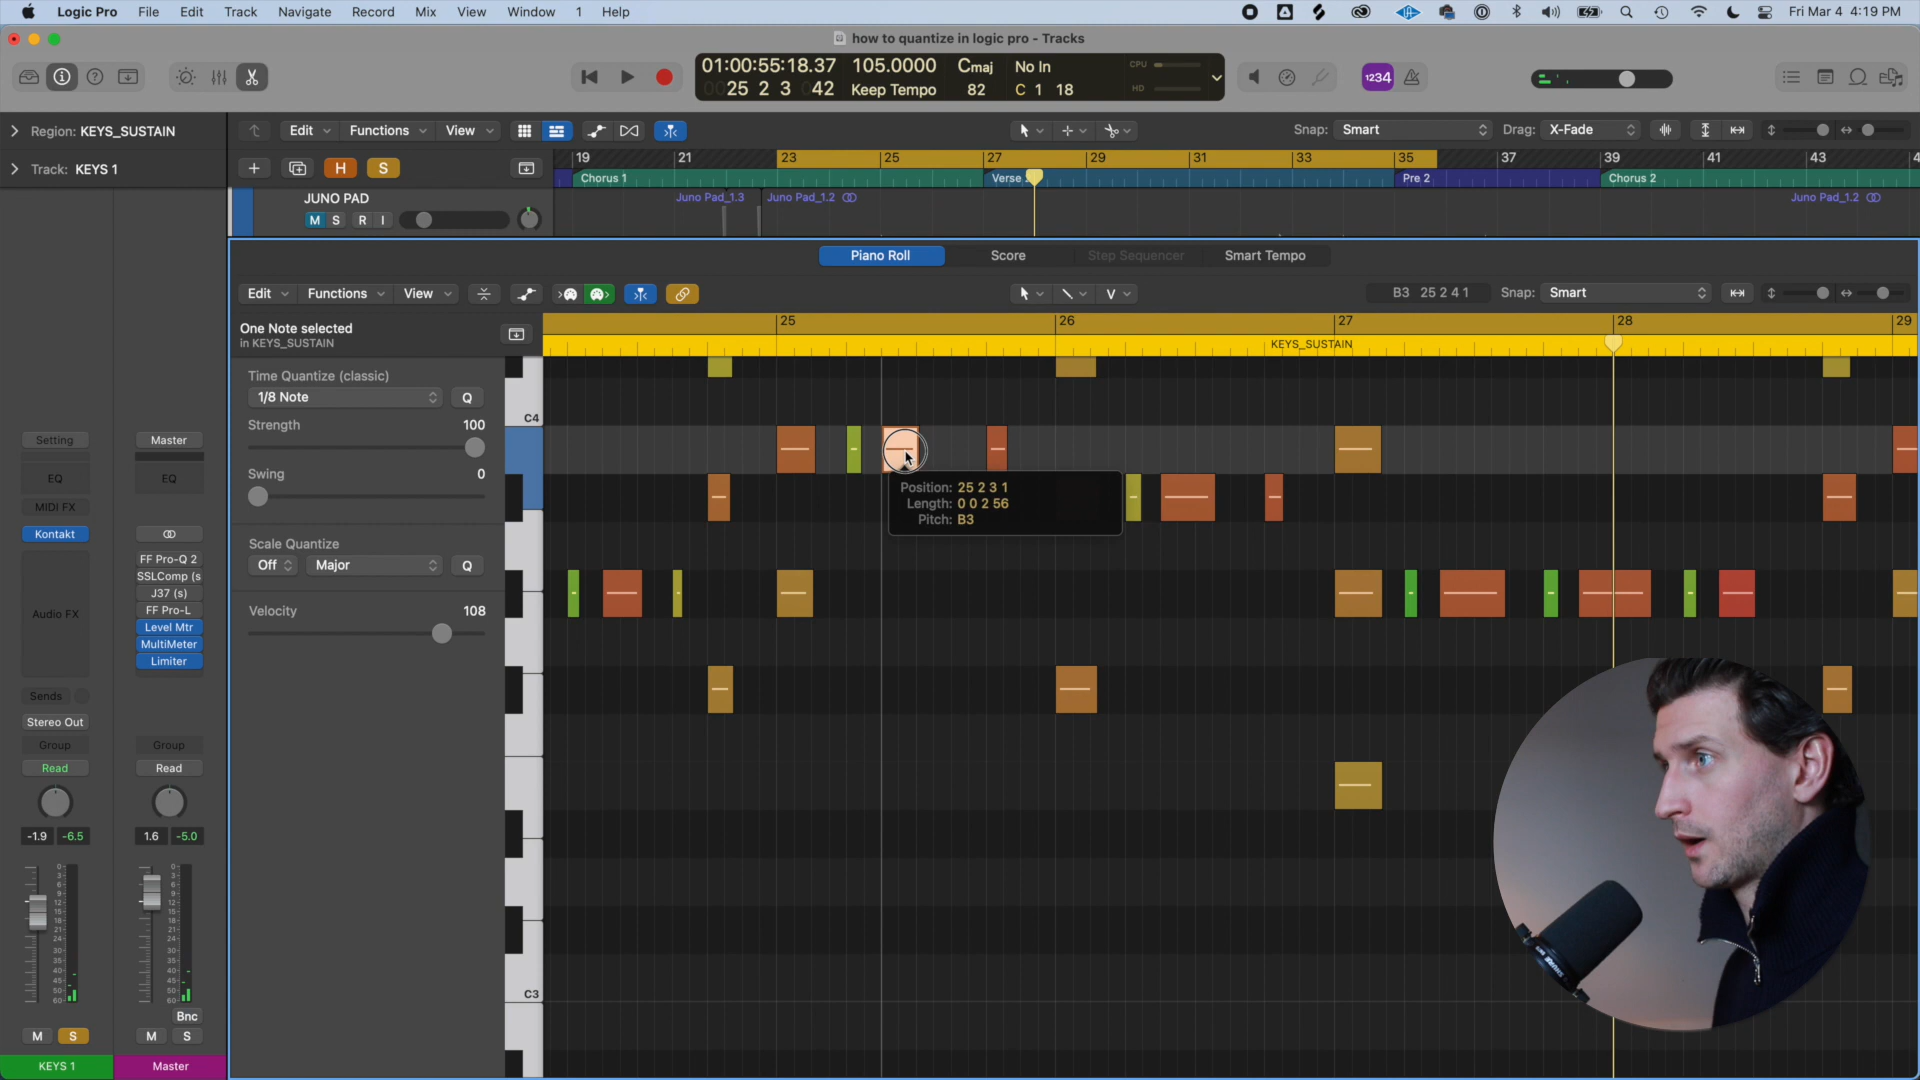 Logic Pro File Edit Track Navigate Record Mix View Window 1 Help
Fri Mar 4 4:19 PM
how to quantize in logic pro - Tracks
01:00:55:18.37 105.0000 Cmaj No In
25 2 3 42 Keep Tempo 82 C 1 18
CPU
HD
1234
Region: KEYS_SUSTAIN
Track: KEYS 1
Edit Functions View
Snap: Smart Drag: X-Fade
H S
19 21 23 25 27 29 31 33 35 37 39 41 43
Chorus 1 Verse Pre 2 Chorus 2
JUNO PAD
M S R I
Juno Pad_1.3 Juno Pad_1.2 Juno Pad_1.2
Piano Roll Score Step Sequencer Smart Tempo
Edit Functions View
V
B3 25 2 4 1 Snap: Smart
One Note selected
in KEYS_SUSTAIN
25 26 27 28 29
KEYS_SUSTAIN
Time Quantize (classic)
1/8 Note Q
Strength 100
Swing 0
Scale Quantize
Off Major Q
Velocity 108
C4
C3
Position: 25 2 3 1
Length: 0 0 2 56
Pitch: B3
Setting Master
EQ EQ
MIDI FX
Kontakt
FF Pro-Q 2
SSLComp (s
J37 (s)
Audio FX
FF Pro-L
Level Mtr
MultiMeter
Limiter
Sends
Stereo Out
Group Group
Read Read
-1.9 -6.5 1.6 -5.0
Bnc
M S M S
KEYS 1 Master